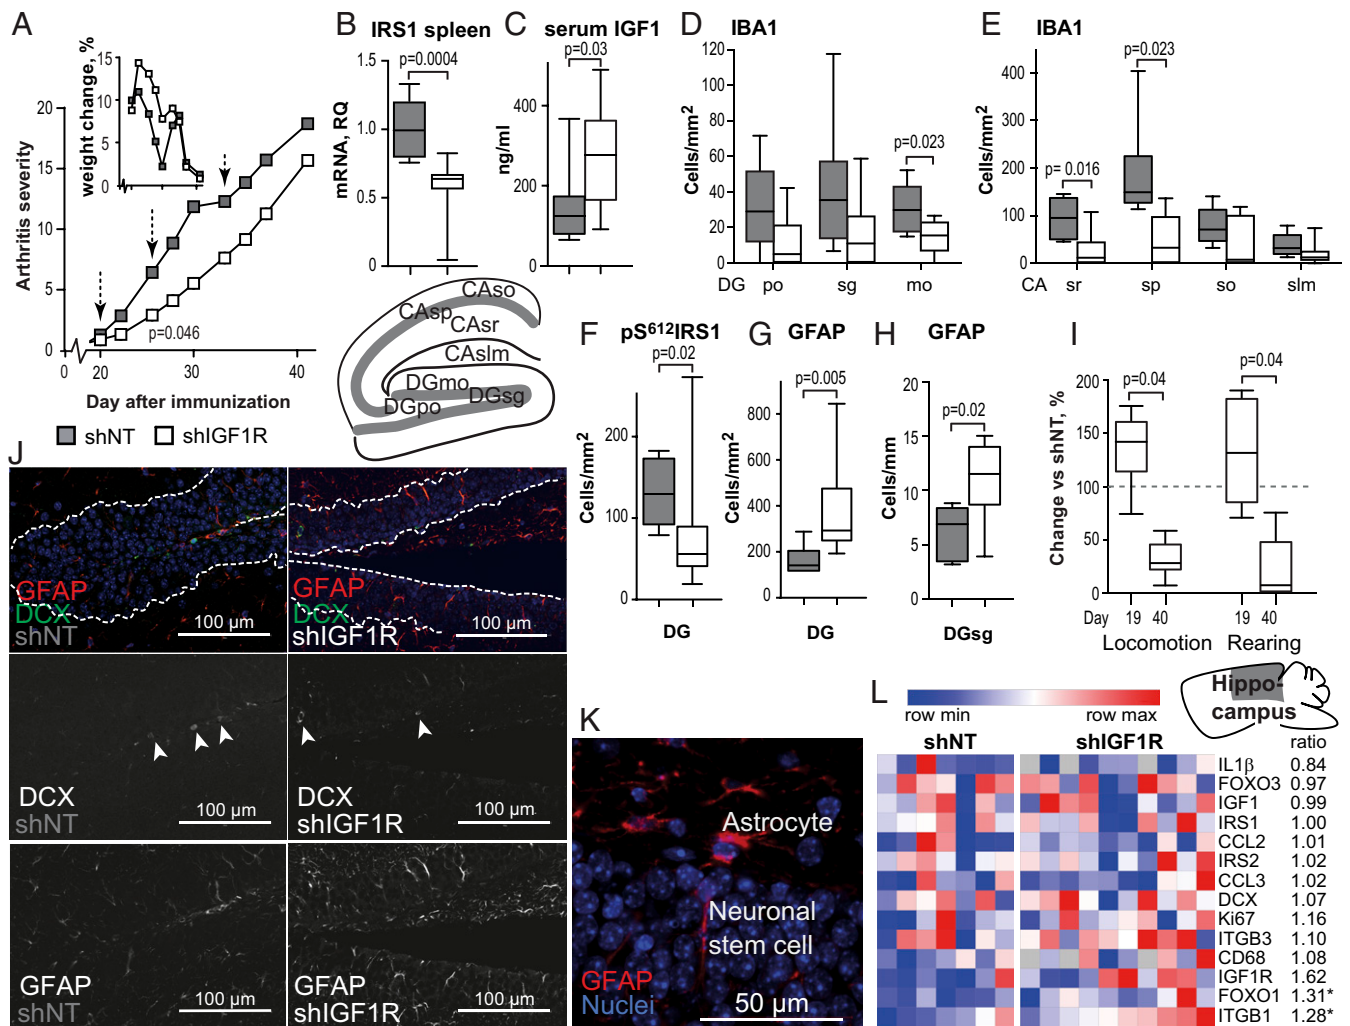 A
weight change, %
15
10
5
0
Arthritis severity
20
15
10
5
0
p=0.046
0
20
30
40
Day after immunization
shNT
shIGF1R
B
IRS1 spleen
p=0.0004
mRNA, RQ
1.5
1.0
0.5
0
C
serum IGF1
p=0.03
ng/ml
400
200
0
CAso
CAsp
CAsr
CAslm
DGmo
DGsg
DGpo
D
IBA1
Cells/mm²
120
100
80
60
40
20
0
p=0.023
DG
po
sg
mo
E
IBA1
Cells/mm²
400
300
200
100
0
p= 0.016
p=0.023
CA
sr
sp
so
slm
F
pS⁶¹²IRS1
p=0.02
Cells/mm²
200
100
0
DG
G
GFAP
p=0.005
Cells/mm²
800
600
400
200
0
DG
H
GFAP
p=0.02
Cells/mm
20
15
10
5
0
DGsg
I
Change vs shNT, %
200
150
100
50
0
p=0.04
p=0.04
Day
19
40
19
40
Locomotion
Rearing
J
GFAP
DCX
shNT
100 µm
GFAP
DCX
shIGF1R
100 µm
DCX
shNT
100 µm
DCX
shIGF1R
100 µm
GFAP
shNT
100 µm
GFAP
shIGF1R
100 µm
K
Astrocyte
Neuronal
stem cell
GFAP
Nuclei
50 µm
L
row min
row max
Hippo-
campus
shNT
shIGF1R
ratio
IL1β 0.84
FOXO3 0.97
IGF1 0.99
IRS1 1.00
CCL2 1.01
IRS2 1.02
CCL3 1.02
DCX 1.07
Ki67 1.16
ITGB3 1.10
CD68 1.08
IGF1R 1.62
FOXO1 1.31*
ITGB1 1.28*